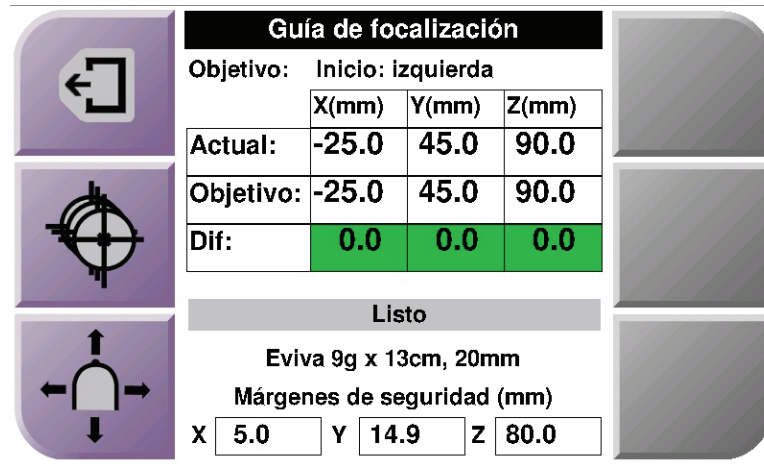 Guía de focalización
Objetivo: Inicio: izquierda
X(mm) Y(mm) Z(mm)
Actual: -25.0 45.0 90.0
Objetivo: -25.0 45.0 90.0
Dif: 0.0 0.0 0.0
Listo
Eviva 9g x 13cm, 20mm
Márgenes de seguridad (mm)
X 5.0 Y 14.9 Z 80.0